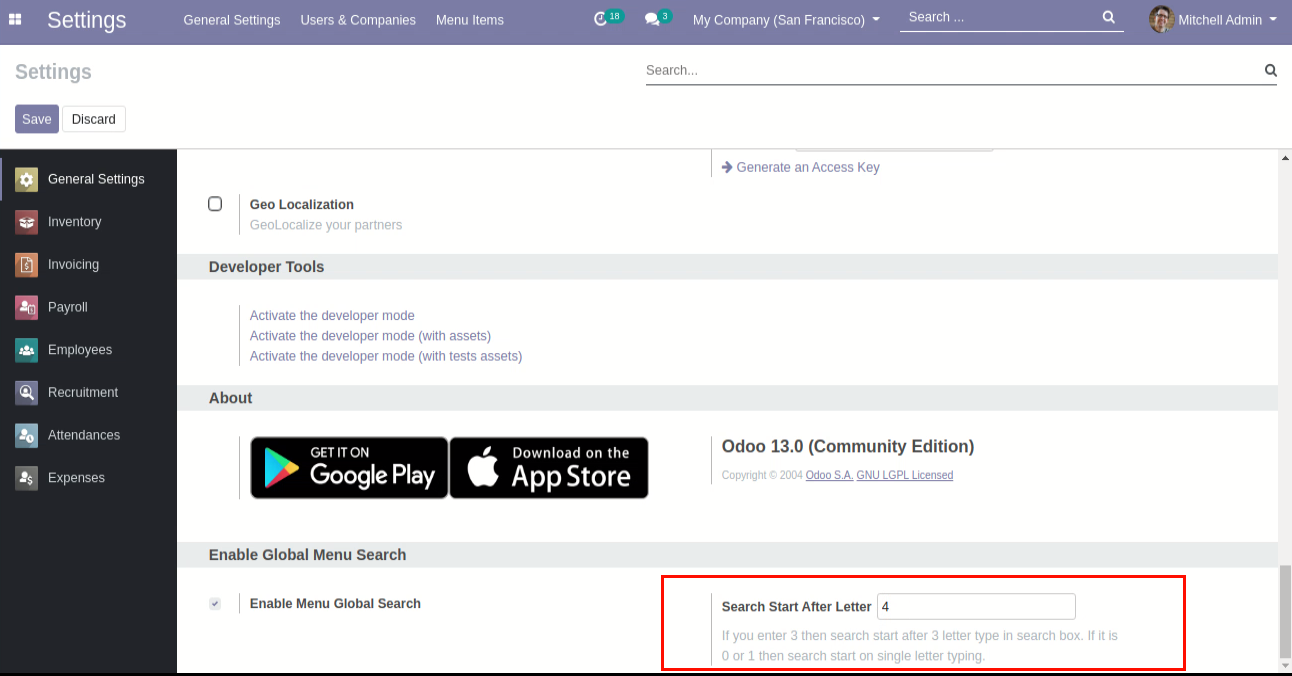 Settings
General Settings
Users & Companies
Menu Items
18
3
My Company (San Francisco)
Search ...
Mitchell Admin
Settings
Search...
Save
Discard
General Settings
Inventory
Invoicing
Payroll
Employees
Recruitment
Attendances
Expenses
Generate an Access Key
Geo Localization
GeoLocalize your partners
Developer Tools
Activate the developer mode
Activate the developer mode (with assets)
Activate the developer mode (with tests assets)
About
GET IT ON
Google Play
Download on the
App Store
Odoo 13.0 (Community Edition)
Copyright © 2004 Odoo S.A. GNU LGPL Licensed
Enable Global Menu Search
Enable Menu Global Search
Search Start After Letter 4
If you enter 3 then search start after 3 letter type in search box. If it is
0 or 1 then search start on single letter typing.